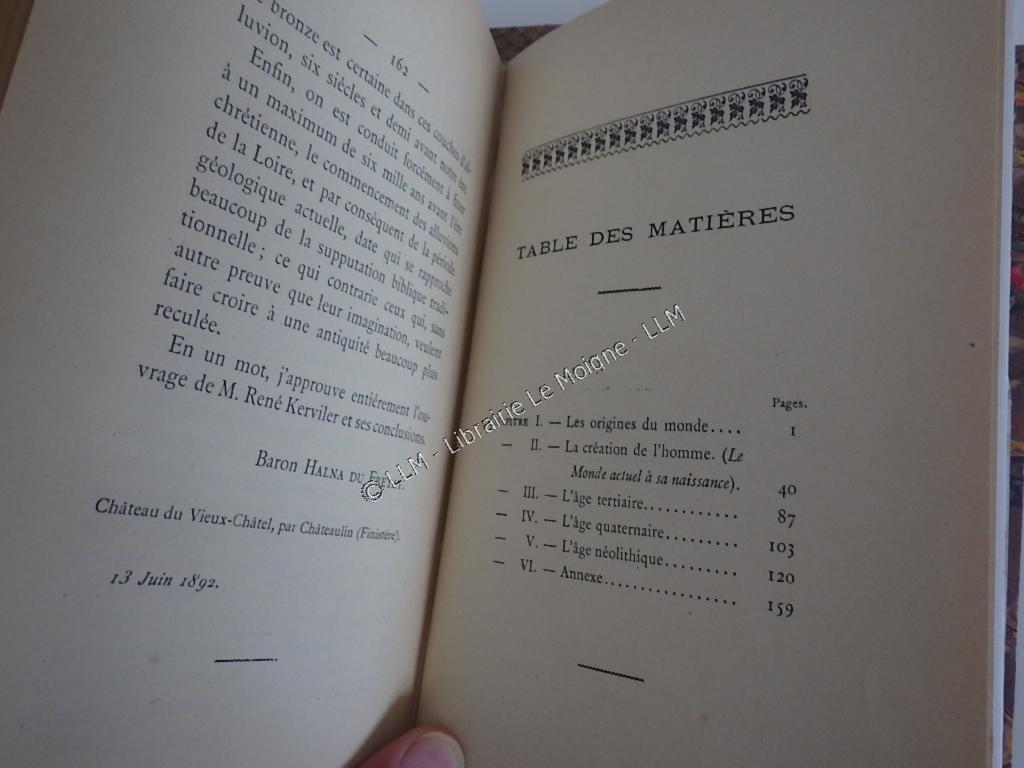 — 162 —
bronze est certaine dans ces couches d'al-
luvion, six siècles et demi avant notre ère.
Enfin, on est conduit forcément à fixer
à un maximum de six mille ans avant l'ère
chrétienne, le commencement des alluvions
de la Loire, et par conséquent de la période
géologique actuelle, date qui se rapproche
beaucoup de la supputation biblique tradi-
tionnelle ; ce qui contrarie ceux qui, sans
autre preuve que leur imagination, veulent
faire croire à une antiquité beaucoup plus
reculée.
En un mot, j'approuve entièrement l'ou-
vrage de M. René Kerviler et ses conclusions.
Baron HALNA DU
Château du Vieux-Châtel, par Châteaulin (Finistère).
13 Juin 1892.
TABLE DES MATIÈRES
Pages.
I. — Les origines du monde.... 1
— II. — La création de l'homme. (Le
Monde actuel à sa naissance). 40
— III. — L'âge tertiaire............ 87
— IV. — L'âge quaternaire......... 103
— V. — L'âge néolithique......... 120
— VI. — Annexe................. 159
© LLM - Librairie Le Moigne - LLM